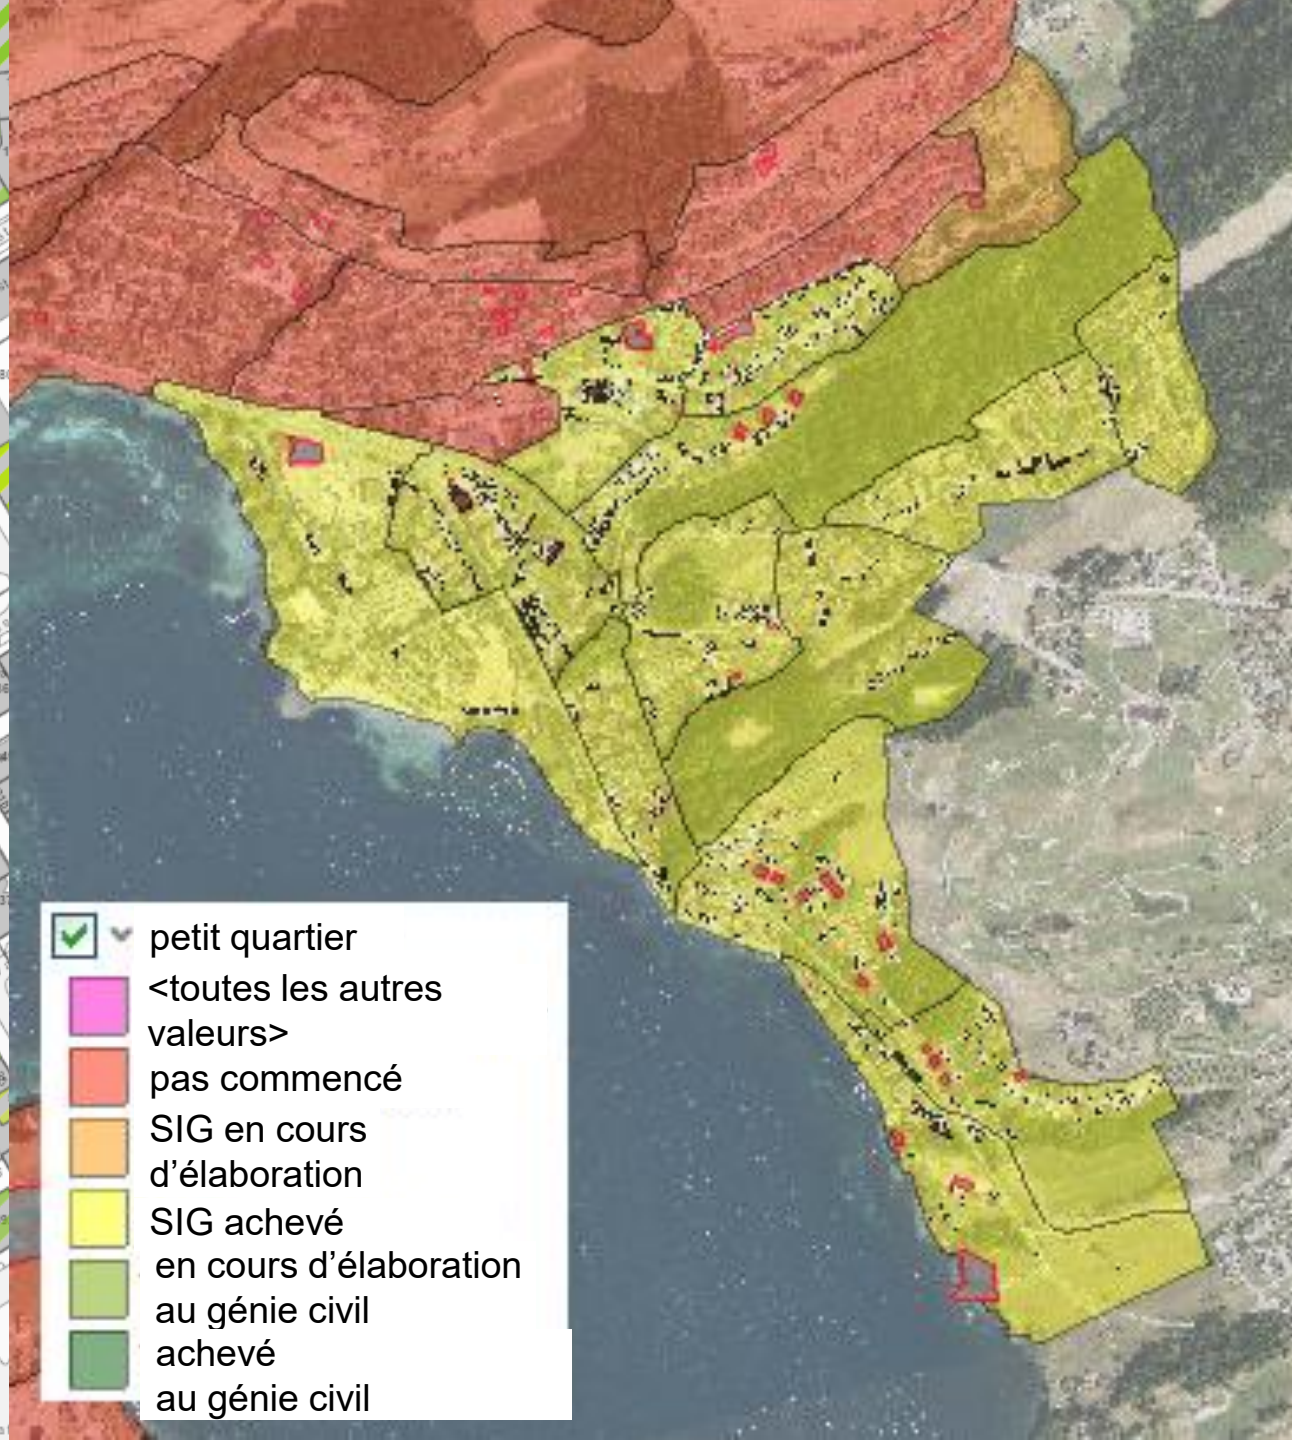 petit quartier
<toutes les autres
valeurs>
pas commencé
SIG en cours
d’élaboration
SIG achevé
en cours d’élaboration
au génie civil
achevé
au génie civil